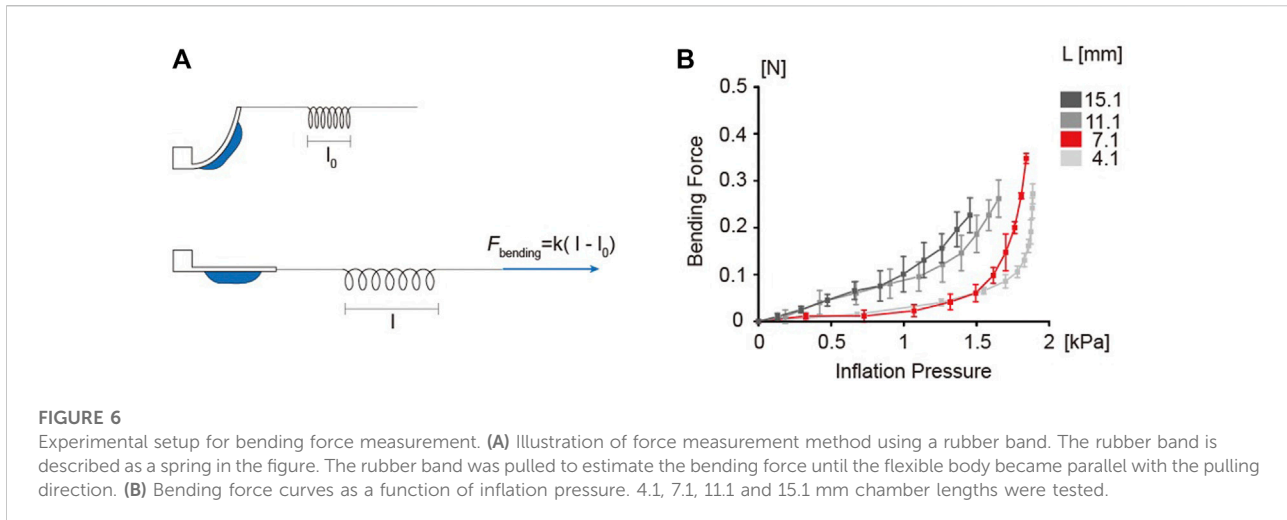 A
l₀
F bending=k( l - l₀)
l
B
[N]
0.5
0.4
0.3
0.2
0.1
0
Bending Force
0 0.5 1 1.5 2 [kPa]
Inflation Pressure
L [mm]
15.1
11.1
7.1
4.1
FIGURE 6
Experimental setup for bending force measurement. (A) Illustration of force measurement method using a rubber band. The rubber band is
described as a spring in the figure. The rubber band was pulled to estimate the bending force until the flexible body became parallel with the pulling
direction. (B) Bending force curves as a function of inflation pressure. 4.1, 7.1, 11.1 and 15.1 mm chamber lengths were tested.